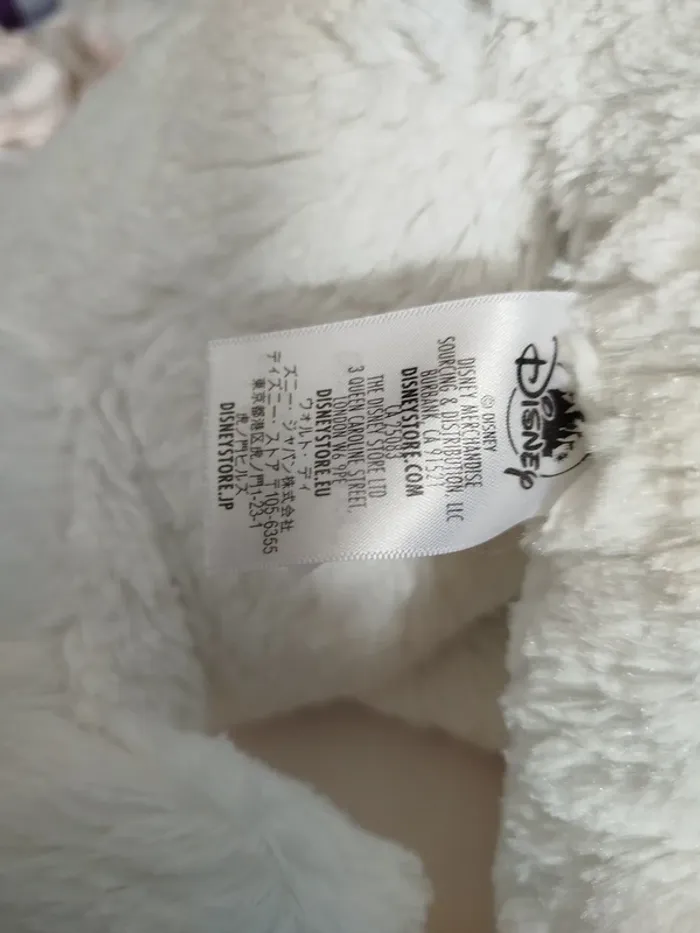 DISNEY
© DISNEY
DISNEY MERCHANDISE
SOURCING & DISTRIBUTION, LLC
BURBANK, CA 91521
DISNEYSTORE.COM
CA
THE DISNEY STORE LTD
3 QUEEN CAROLINE STREET,
LONDON W6 9PE
DISNEYSTORE.EU
ウォルト・ディ
ズニー・ジャパン株式会社
ディズニー・ストア 〒105-6355
東京都港区虎ノ門1-23-1
虎ノ門ヒルズ
DISNEYSTORE.JP